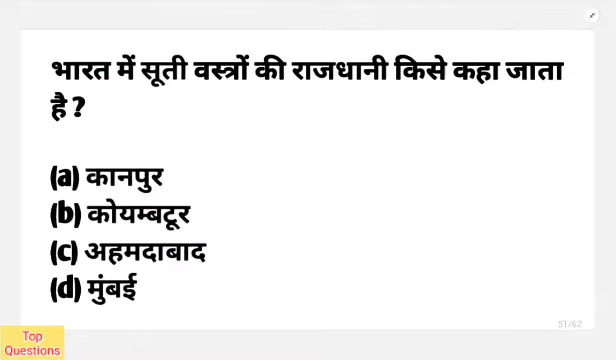 भारत में सूती वस्त्रों की राजधानी किसे कहा जाता
है ?
(a) कानपुर
(b) कोयम्बटूर
(c) अहमदाबाद
(d) मुंबई
51/62
Top
Questions